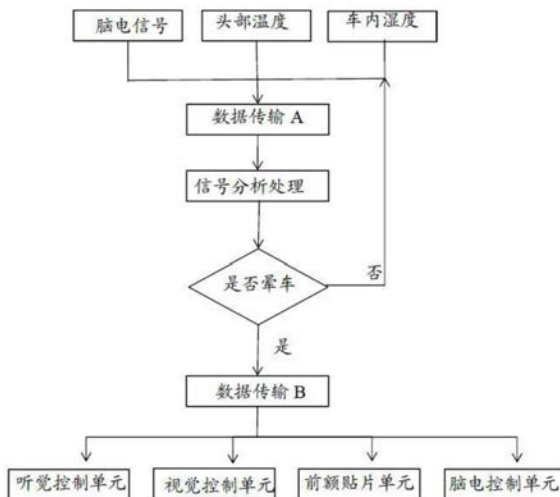 脑电信号
头部温度
车内湿度
数据传输 A
信号分析处理
是否晕车
否
是
数据传输 B
听觉控制单元
视觉控制单元
前额贴片单元
脑电控制单元